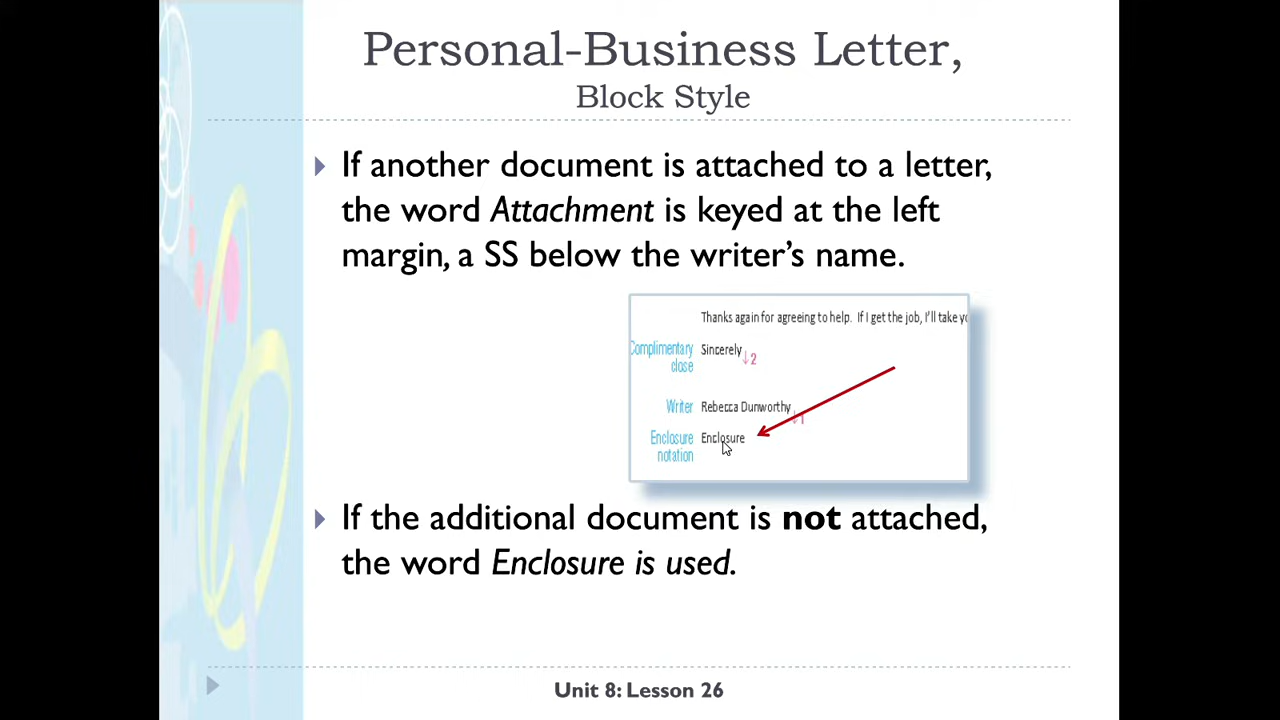 Personal-Business Letter,
Block Style
If another document is attached to a letter,
the word Attachment is keyed at the left
margin, a SS below the writer's name.
Thanks again for agreeing to help. If I get the job, I'll take yo
Complimentary
close
Sincerely
↓2
Writer
Rebecca Dunworthy
↓1
Enclosure
notation
Enclosure
If the additional document is not attached,
the word Enclosure is used.
Unit 8: Lesson 26